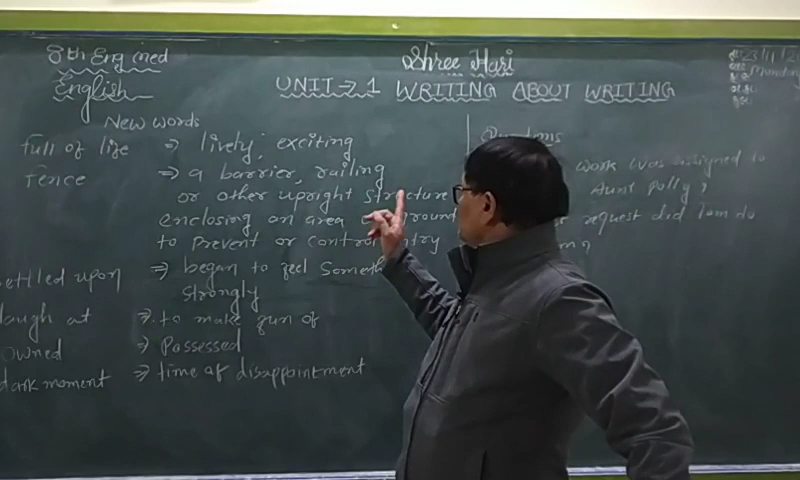 8th Eng med
Shree Hari
English
UNIT → 1 WRITING ABOUT WRITING
New words
full of life ⇒ lively, exciting
Fence ⇒ a barrier, railing
or other upright structure
enclosing an area
to prevent or control
settled upon ⇒ began to feel
strongly
laugh at ⇒ to make fun of
owned ⇒ Possessed
dark moment ⇒ time of disappointment
work was assigned to
Aunt Polly?
request did Tom do